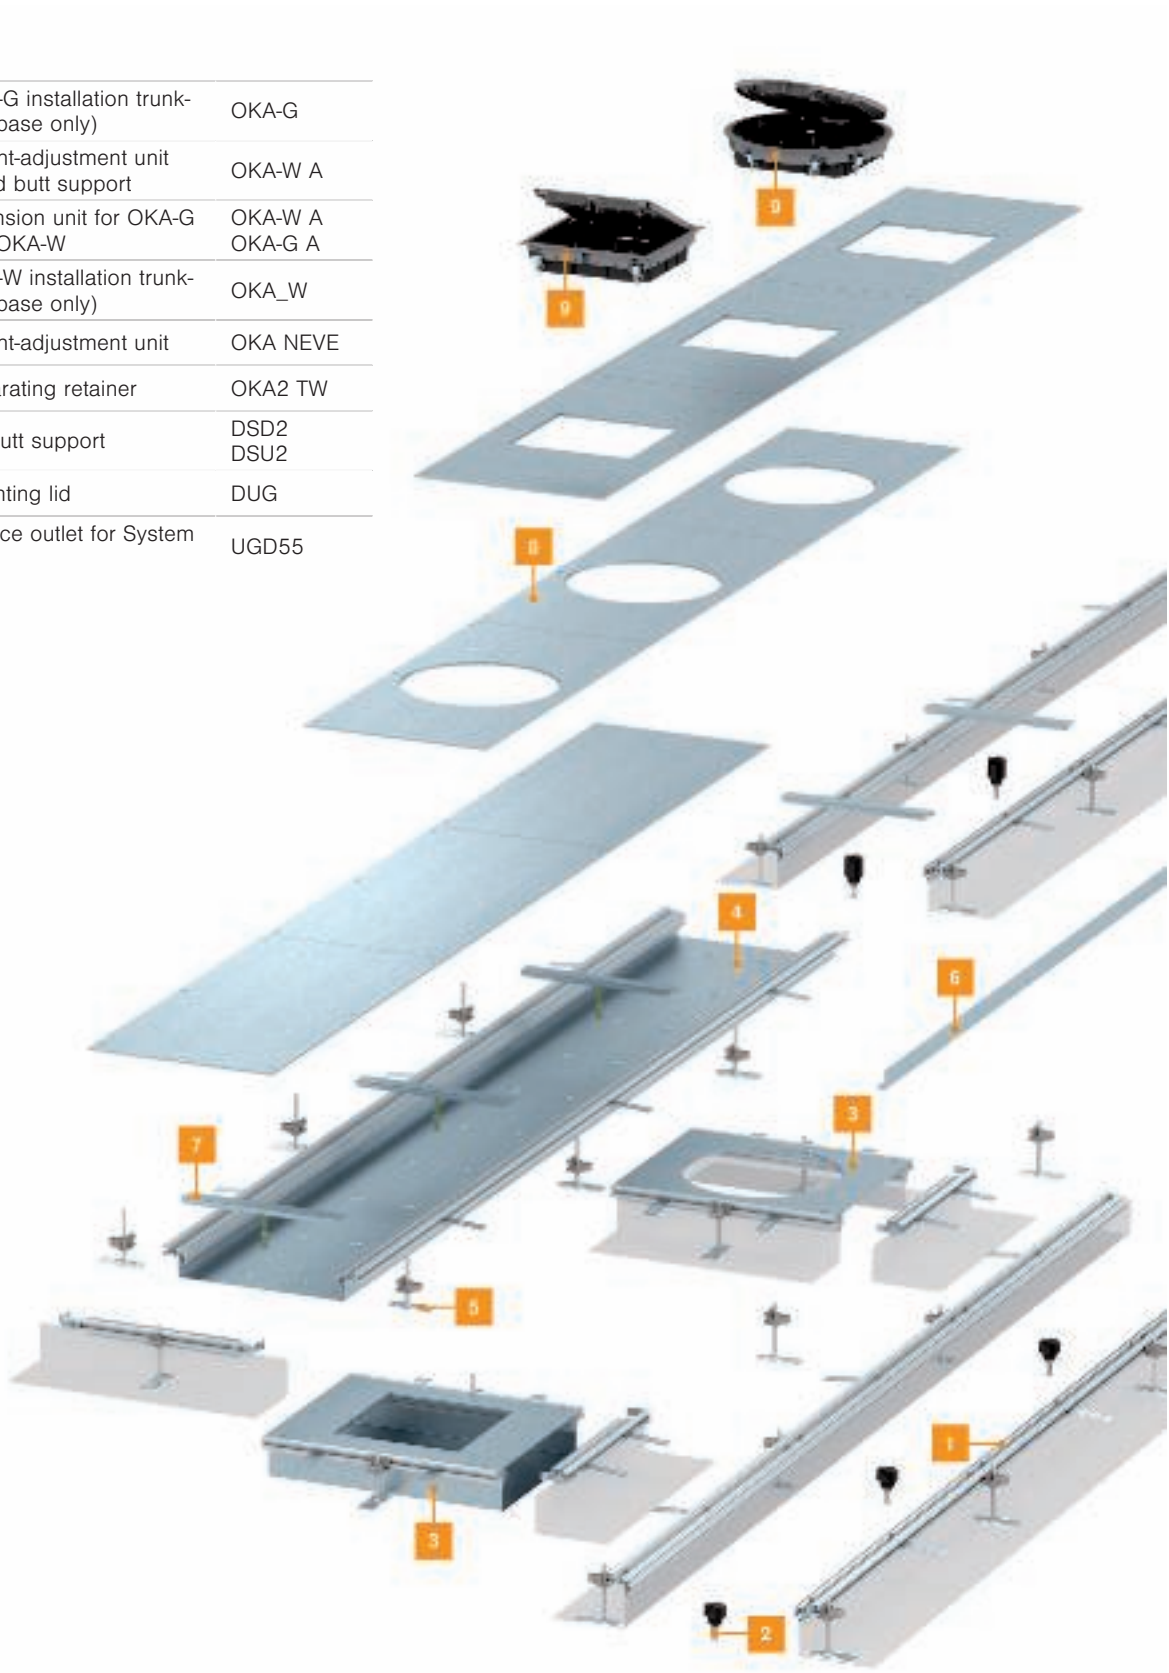 -G installation trunk-
base only)
OKA-G
nt-adjustment unit
d butt support
OKA-W A
nsion unit for OKA-G
OKA-W
OKA-W A
OKA-G A
-W installation trunk-
base only)
OKA_W
nt-adjustment unit
OKA NEVE
arating retainer
OKA2 TW
utt support
DSD2
DSU2
nting lid
DUG
ce outlet for System
UGD55
9
9
8
4
6
3
7
5
1
3
2